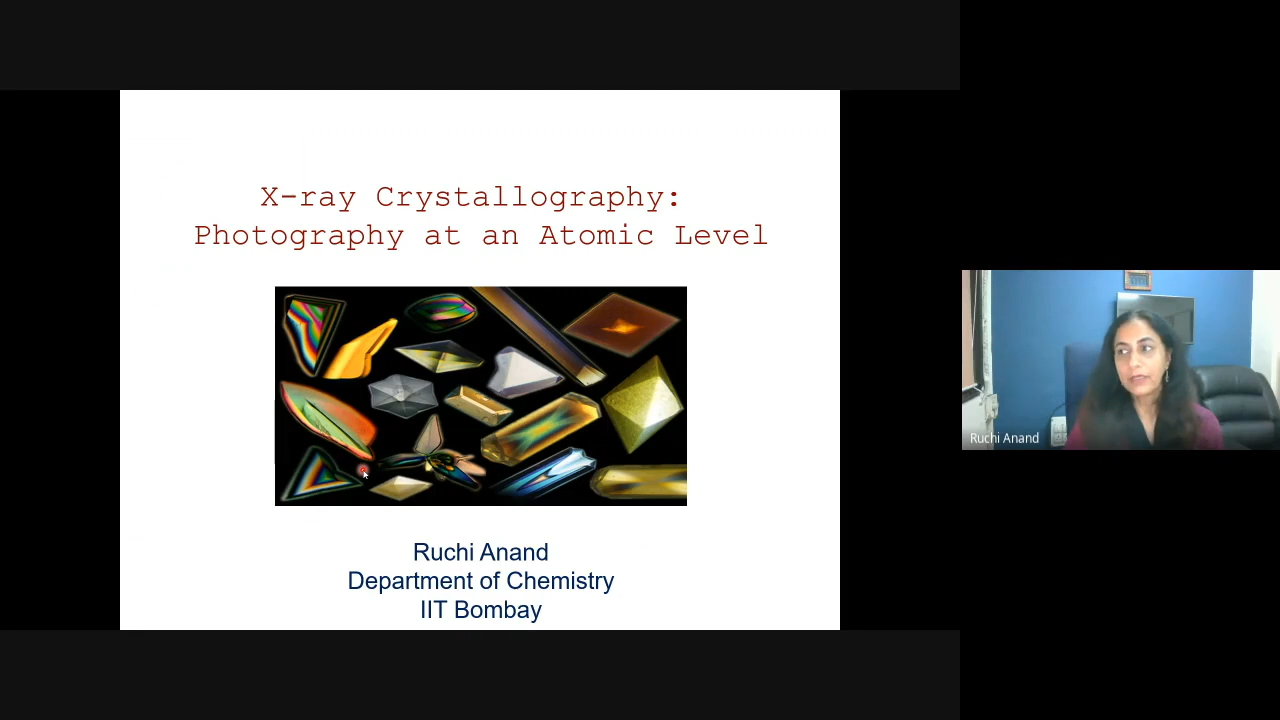 X-ray Crystallography:
Photography at an Atomic Level
Ruchi Anand
Department of Chemistry
IIT Bombay
Ruchi Anand